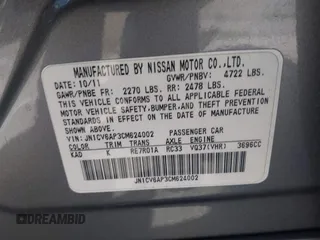 MANUFACTURED BY NISSAN MOTOR CO.,LTD.
DATE: 10/11 GVWR/PNBV: 4722 LBS.
GAWR/PNBE FR: 2270 LBS. RR: 2478 LBS.
THIS VEHICLE CONFORMS TO ALL APPLICABLE FEDERAL
MOTOR VEHICLE SAFETY, BUMPER, AND THEFT PREVENTION
STANDARDS IN EFFECT ON THE DATE OF MANUFACTURE
SHOWN ABOVE.
VIN: JN1CV6AP3CM624002 PASSENGER CAR
COLOR TRIM TRANS AXLE ENGINE
KAD K RE7R01A RC33 VQ37(VHR) 3696CC
JN1CV6AP3CM624002